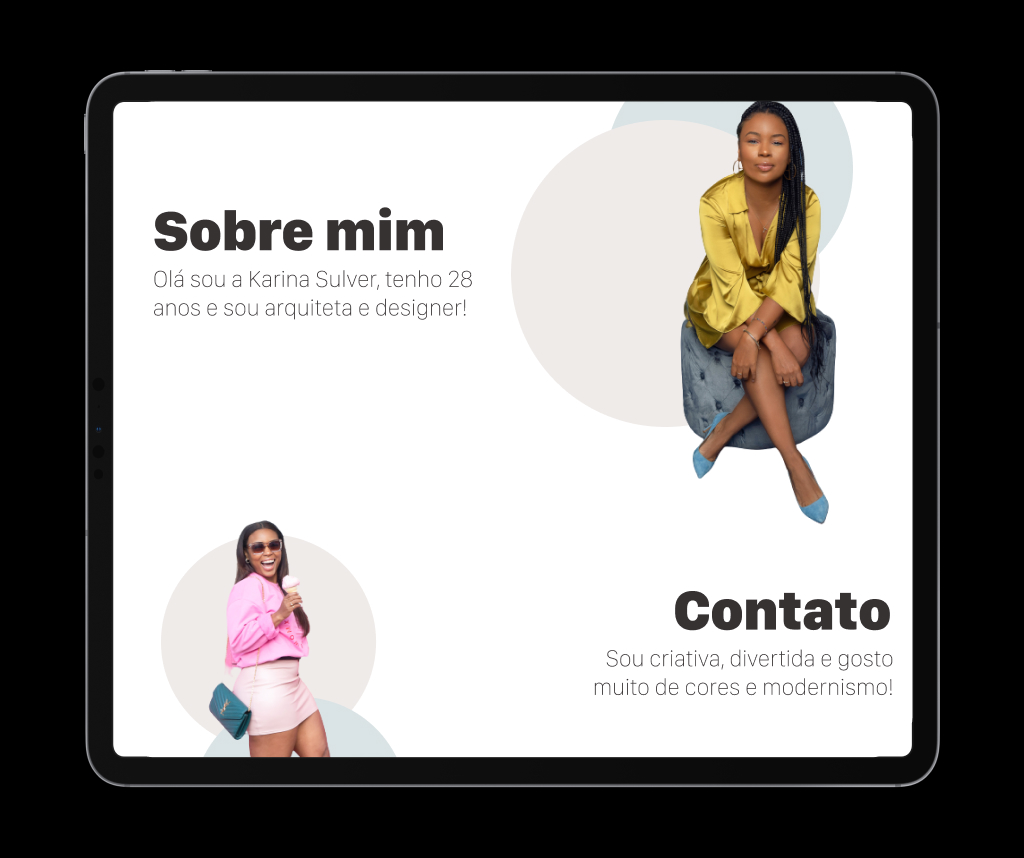 Sobre mim
Olá sou a Karina Sulver, tenho 28
anos e sou arquiteta e designer!
Contato
Sou criativa, divertida e gosto
muito de cores e modernismo!